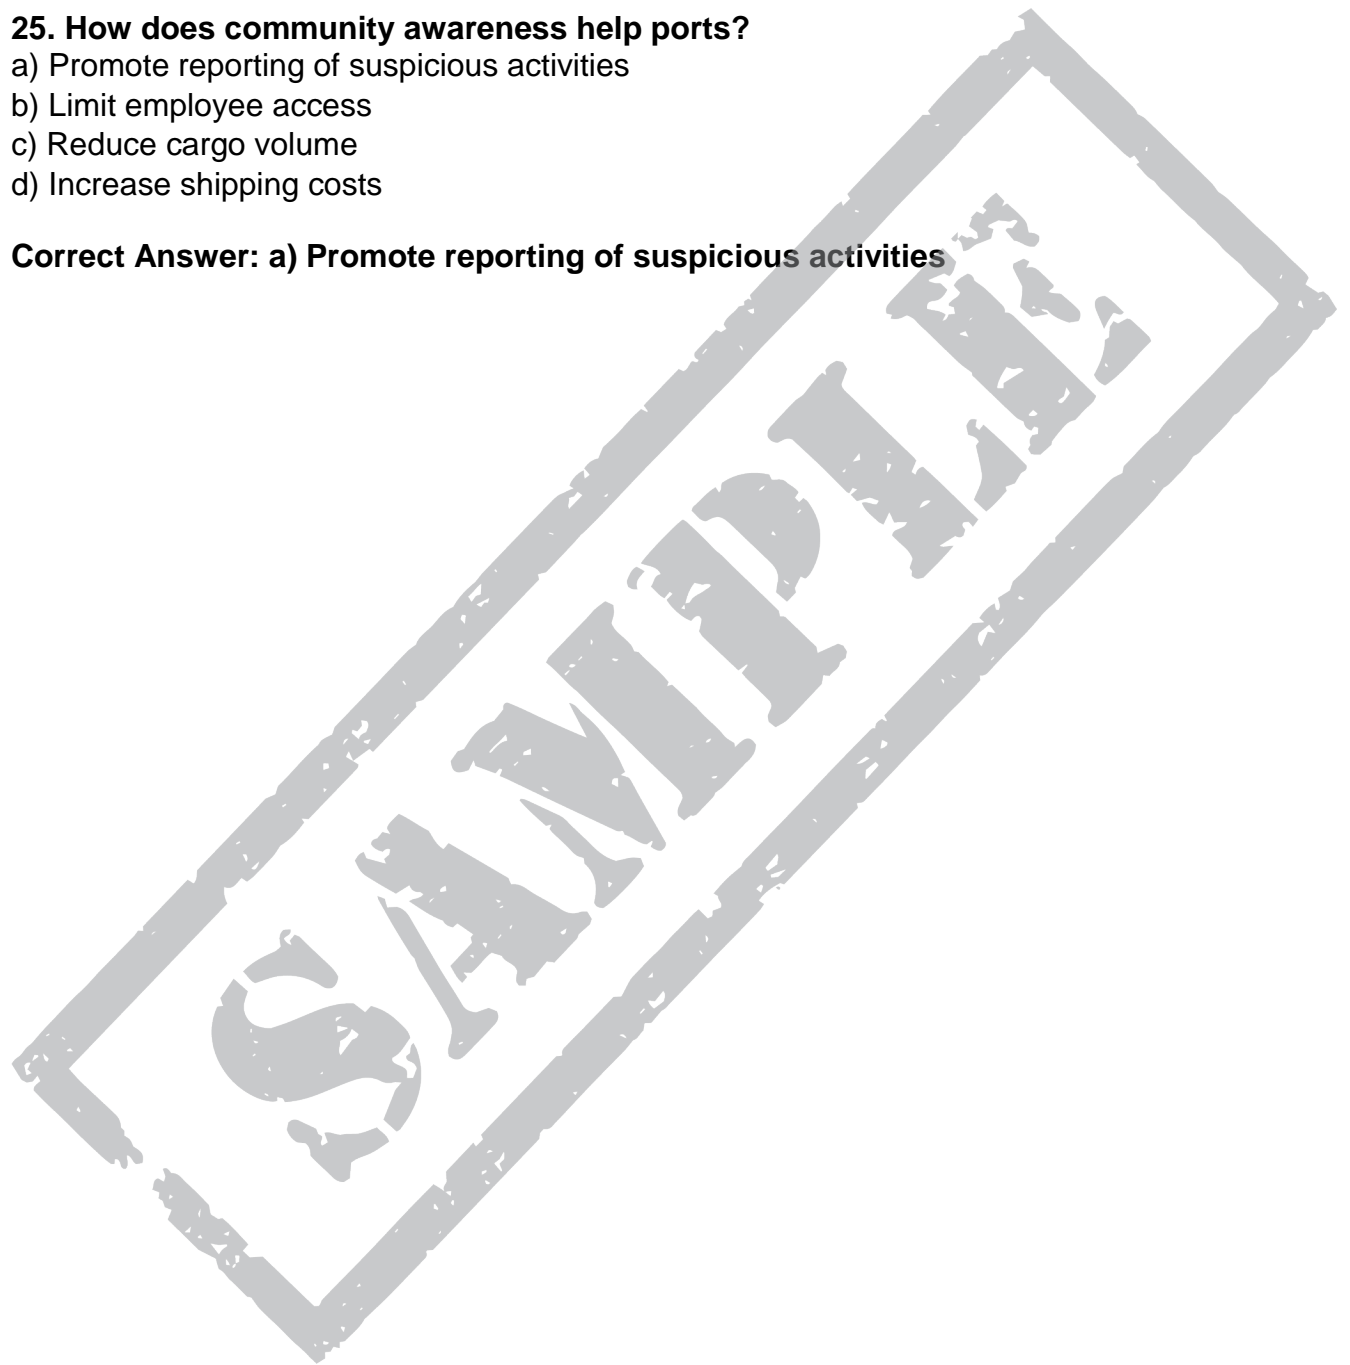 25. How does community awareness help ports?
a) Promote reporting of suspicious activities
b) Limit employee access
c) Reduce cargo volume
d) Increase shipping costs
Correct Answer: a) Promote reporting of suspicious activities
SAMPLE